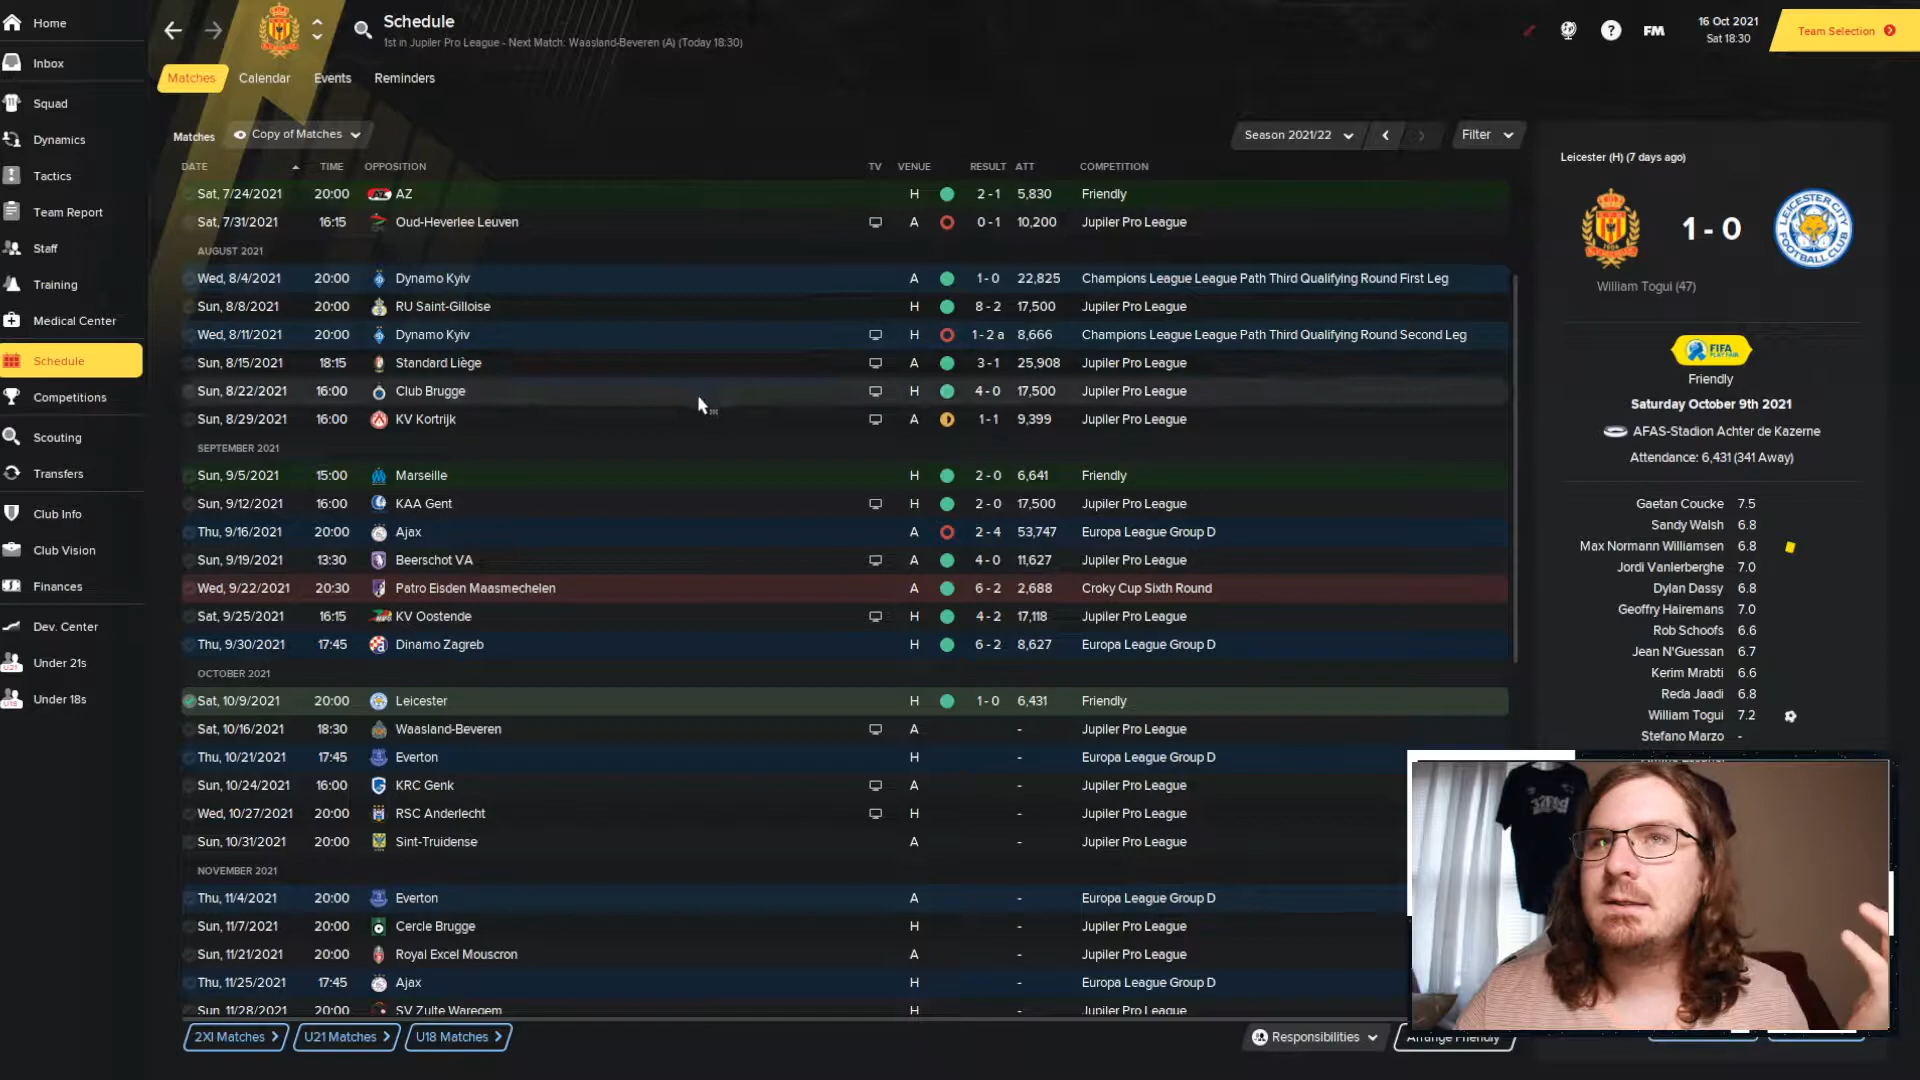 Home
Inbox
Squad
Dynamics
Tactics
Team Report
Staff
Training
Medical Center
Schedule
Competitions
Scouting
Transfers
Club Info
Club Vision
Finances
Dev. Center
Under 21s
Under 18s
Schedule
1st in Jupiler Pro League - Next Match: Waasland-Beveren (A) (Today 18:30)
FM
16 Oct 2021
Sat 18:30
Team Selection
Matches Calendar Events Reminders
Matches Copy of Matches Season 2021/22 Filter
DATE TIME OPPOSITION TV VENUE RESULT ATT COMPETITION
Sat, 7/24/2021 20:00 AZ H 2 - 1 5,830 Friendly
Sat, 7/31/2021 16:15 Oud-Heverlee Leuven A 0 - 1 10,200 Jupiler Pro League
AUGUST 2021
Wed, 8/4/2021 20:00 Dynamo Kyiv A 1 - 0 22,825 Champions League League Path Third Qualifying Round First Leg
Sun, 8/8/2021 20:00 RU Saint-Gilloise H 8 - 2 17,500 Jupiler Pro League
Wed, 8/11/2021 20:00 Dynamo Kyiv H 1 - 2 a 8,666 Champions League League Path Third Qualifying Round Second Leg
Sun, 8/15/2021 18:15 Standard Liège A 3 - 1 25,908 Jupiler Pro League
Sun, 8/22/2021 16:00 Club Brugge H 4 - 0 17,500 Jupiler Pro League
Sun, 8/29/2021 16:00 KV Kortrijk A 1 - 1 9,399 Jupiler Pro League
SEPTEMBER 2021
Sun, 9/5/2021 15:00 Marseille H 2 - 0 6,641 Friendly
Sun, 9/12/2021 16:00 KAA Gent H 2 - 0 17,500 Jupiler Pro League
Thu, 9/16/2021 20:00 Ajax A 2 - 4 53,747 Europa League Group D
Sun, 9/19/2021 13:30 Beerschot VA A 4 - 0 11,627 Jupiler Pro League
Wed, 9/22/2021 20:30 Patro Eisden Maasmechelen A 6 - 2 2,688 Croky Cup Sixth Round
Sat, 9/25/2021 16:15 KV Oostende H 4 - 2 17,118 Jupiler Pro League
Thu, 9/30/2021 17:45 Dinamo Zagreb H 6 - 2 8,627 Europa League Group D
OCTOBER 2021
Sat, 10/9/2021 20:00 Leicester H 1 - 0 6,431 Friendly
Sat, 10/16/2021 18:30 Waasland-Beveren A - Jupiler Pro League
Thu, 10/21/2021 17:45 Everton H - Europa League Group D
Sun, 10/24/2021 16:00 KRC Genk A - Jupiler Pro League
Wed, 10/27/2021 20:00 RSC Anderlecht H - Jupiler Pro League
Sun, 10/31/2021 20:00 Sint-Truidense A - Jupiler Pro League
NOVEMBER 2021
Thu, 11/4/2021 20:00 Everton A - Europa League Group D
Sun, 11/7/2021 20:00 Cercle Brugge H - Jupiler Pro League
Sun, 11/21/2021 20:00 Royal Excel Mouscron A - Jupiler Pro League
Thu, 11/25/2021 17:45 Ajax H - Europa League Group D
Sun, 11/28/2021 20:00 SV Zulte Waregem H - Jupiler Pro League
2XI Matches U21 Matches U18 Matches Responsibilities Arrange Friendly
Leicester (H) (7 days ago)
1 - 0
LEICESTER CITY
FOOTBALL CLUB
William Togui (47)
FIFA
Friendly
Saturday October 9th 2021
AFAS-Stadion Achter de Kazerne
Attendance: 6,431 (341 Away)
Gaetan Coucke 7.5
Sandy Walsh 6.8
Max Normann Williamsen 6.8
Jordi Vanlerberghe 7.0
Dylan Dassy 6.8
Geoffry Hairemans 7.0
Rob Schoofs 6.6
Jean N'Guessan 6.7
Kerim Mrabti 6.6
Reda Jaadi 6.8
William Togui 7.2
Stefano Marzo -